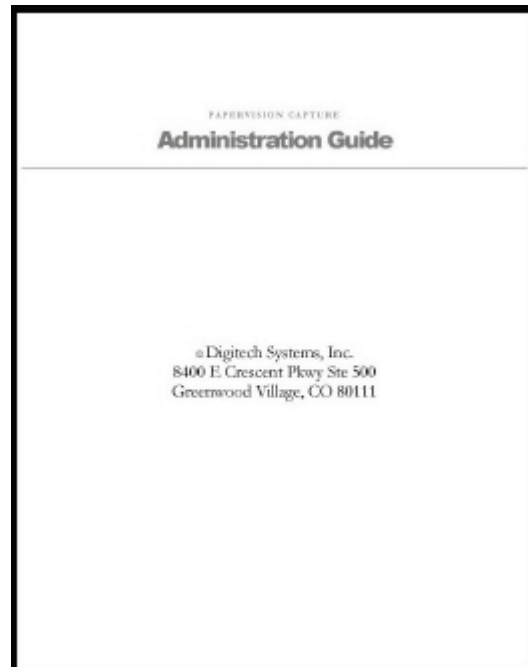 PAPERVISION CAPTURE
Administration Guide
© Digitech Systems, Inc.
8400 E. Crescent Pkwy Ste 500
Greenwood Village, CO 80111